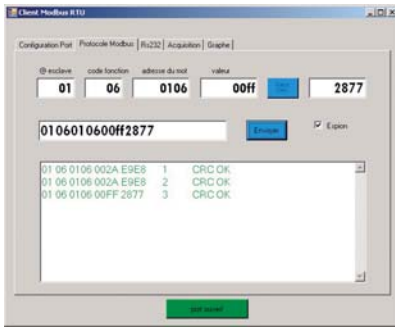 Client Modbus RTU
Configuration Port Protocole Modbus Rs232 Acquisition Graphe
@ esclave code fonction adresse du mot valeur
01 06 0106 00ff 2877
0106010600ff2877 Envoyer Espion
01 06 0106 002A E9E8 1 CRC OK
01 06 0106 002A E9E8 2 CRC OK
01 06 0106 00FF 2877 3 CRC OK
port ouvert